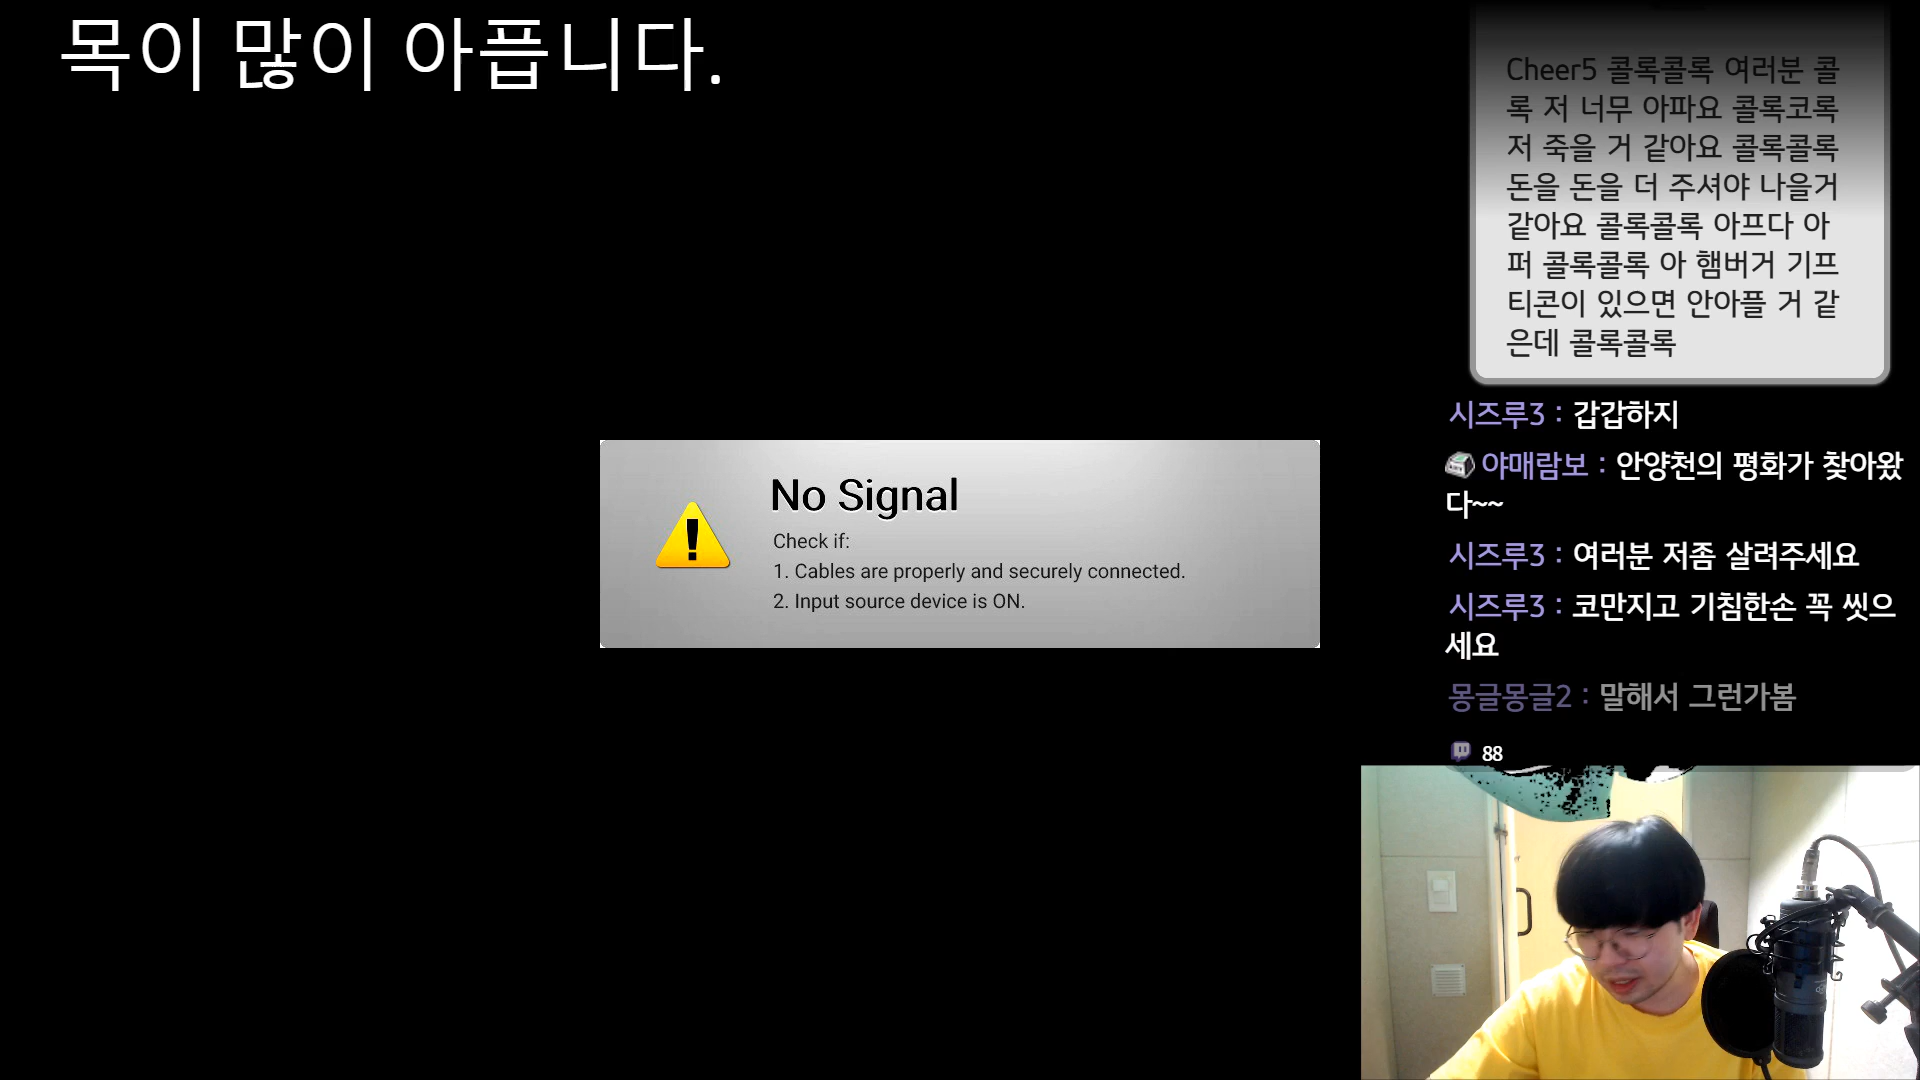 목이 많이 아픕니다.
Cheer5 콜록콜록 여러분 콜
록 저 너무 아파요 콜록코록
저 죽을 거 같아요 콜록콜록
돈을 돈을 더 주셔야 나을거
같아요 콜록콜록 아프다 아
퍼 콜록콜록 아 햄버거 기프
티콘이 있으면 안아플 거 같
은데 콜록콜록
시즈루3 : 갑갑하지
야매람보 : 안양천의 평화가 찾아왔
다~~
시즈루3 : 여러분 저좀 살려주세요
시즈루3 : 코만지고 기침한손 꼭 씻으
세요
몽글몽글2 : 말해서 그런가봄
88
No Signal
Check if:
1. Cables are properly and securely connected.
2. Input source device is ON.